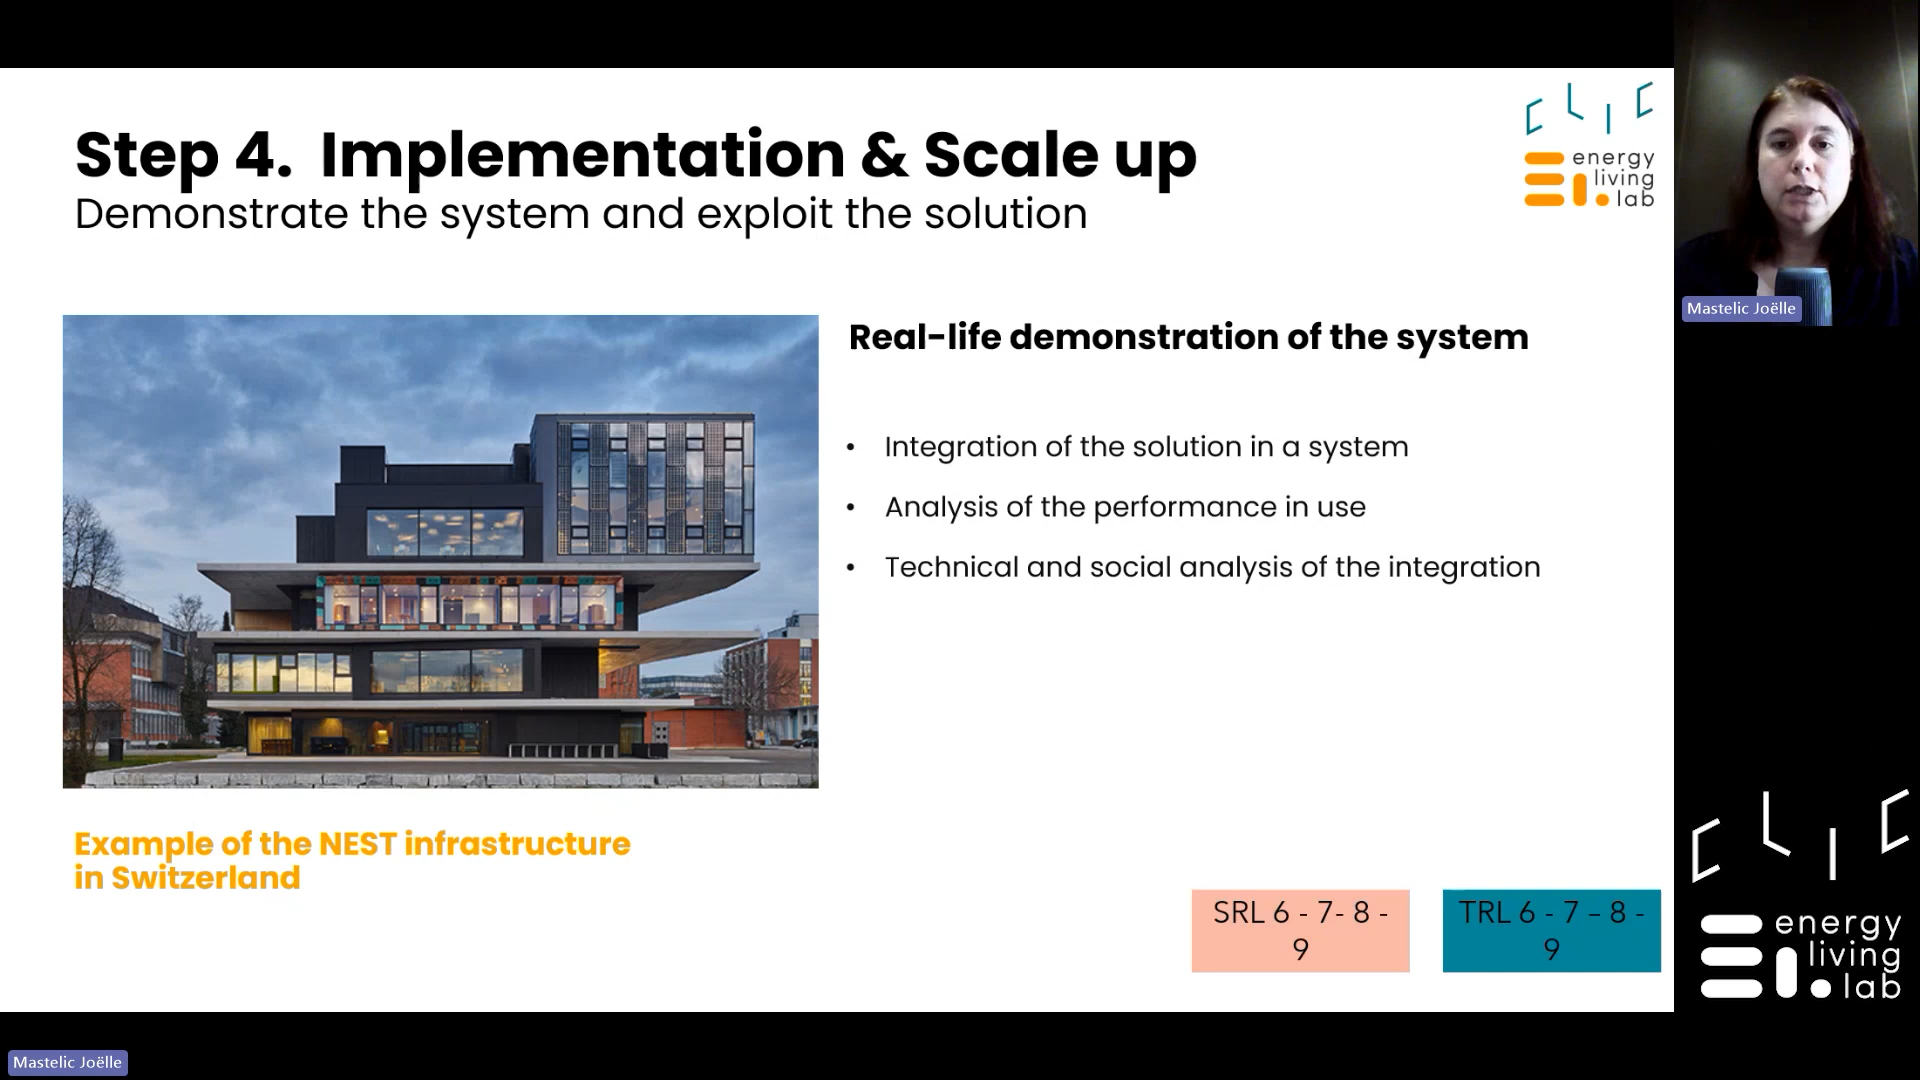 Step 4. Implementation & Scale up
Demonstrate the system and exploit the solution
CLIC
energy
living
lab
Mastelic Joëlle
Real-life demonstration of the system
• Integration of the solution in a system
• Analysis of the performance in use
• Technical and social analysis of the integration
Example of the NEST infrastructure
in Switzerland
SRL 6 - 7- 8 -
9
TRL 6 - 7 – 8 -
9
CLIC
energy
living
lab
Mastelic Joëlle